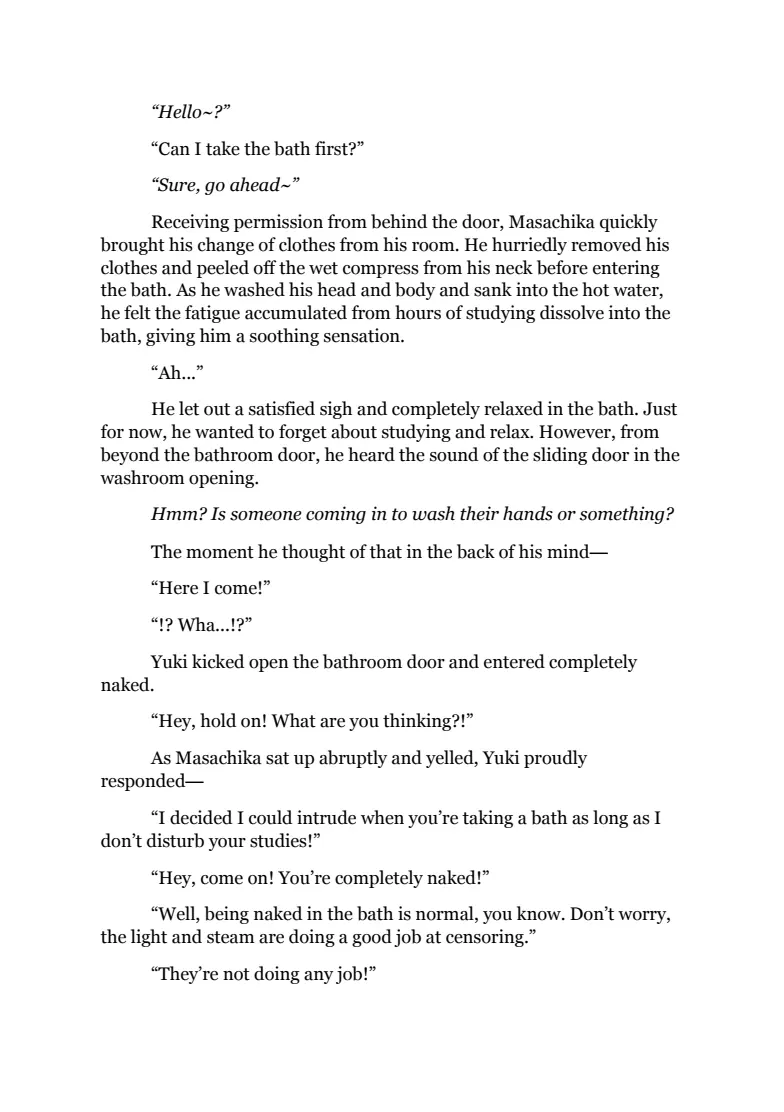 “Hello~?”
“Can I take the bath first?”
“Sure, go ahead~”
Receiving permission from behind the door, Masachika quickly
brought his change of clothes from his room. He hurriedly removed his
clothes and peeled off the wet compress from his neck before entering
the bath. As he washed his head and body and sank into the hot water,
he felt the fatigue accumulated from hours of studying dissolve into the
bath, giving him a soothing sensation.
“Ah...”
He let out a satisfied sigh and completely relaxed in the bath. Just
for now, he wanted to forget about studying and relax. However, from
beyond the bathroom door, he heard the sound of the sliding door in the
washroom opening.
Hmm? Is someone coming in to wash their hands or something?
The moment he thought of that in the back of his mind—
“Here I come!”
“!? Wha...!?”
Yuki kicked open the bathroom door and entered completely
naked.
“Hey, hold on! What are you thinking?!”
As Masachika sat up abruptly and yelled, Yuki proudly
responded—
“I decided I could intrude when you’re taking a bath as long as I
don’t disturb your studies!”
“Hey, come on! You’re completely naked!”
“Well, being naked in the bath is normal, you know. Don’t worry,
the light and steam are doing a good job at censoring.”
“They’re not doing any job!”